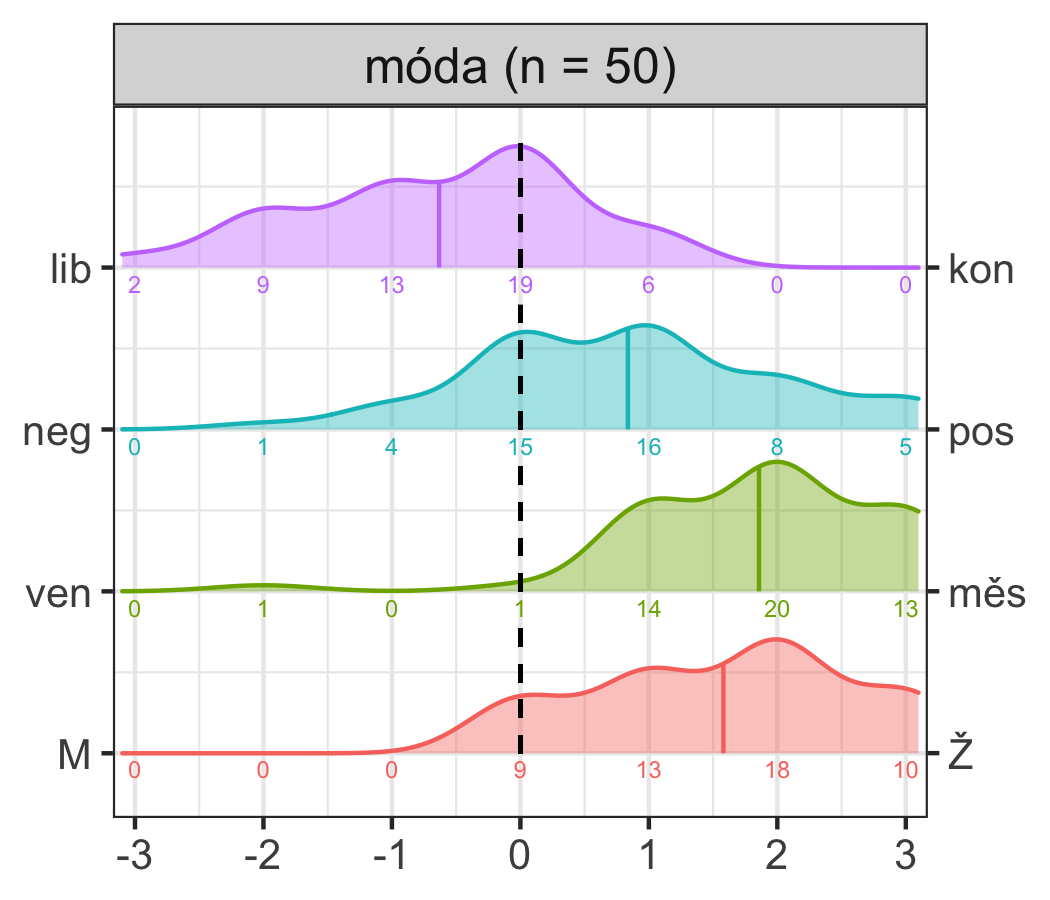 móda (n = 50)
lib kon
2 9 13 19 6 0 0
neg pos
0 1 4 15 16 8 5
ven měs
0 1 0 1 14 20 13
M Ž
0 0 0 9 13 18 10
-3 -2 -1 0 1 2 3